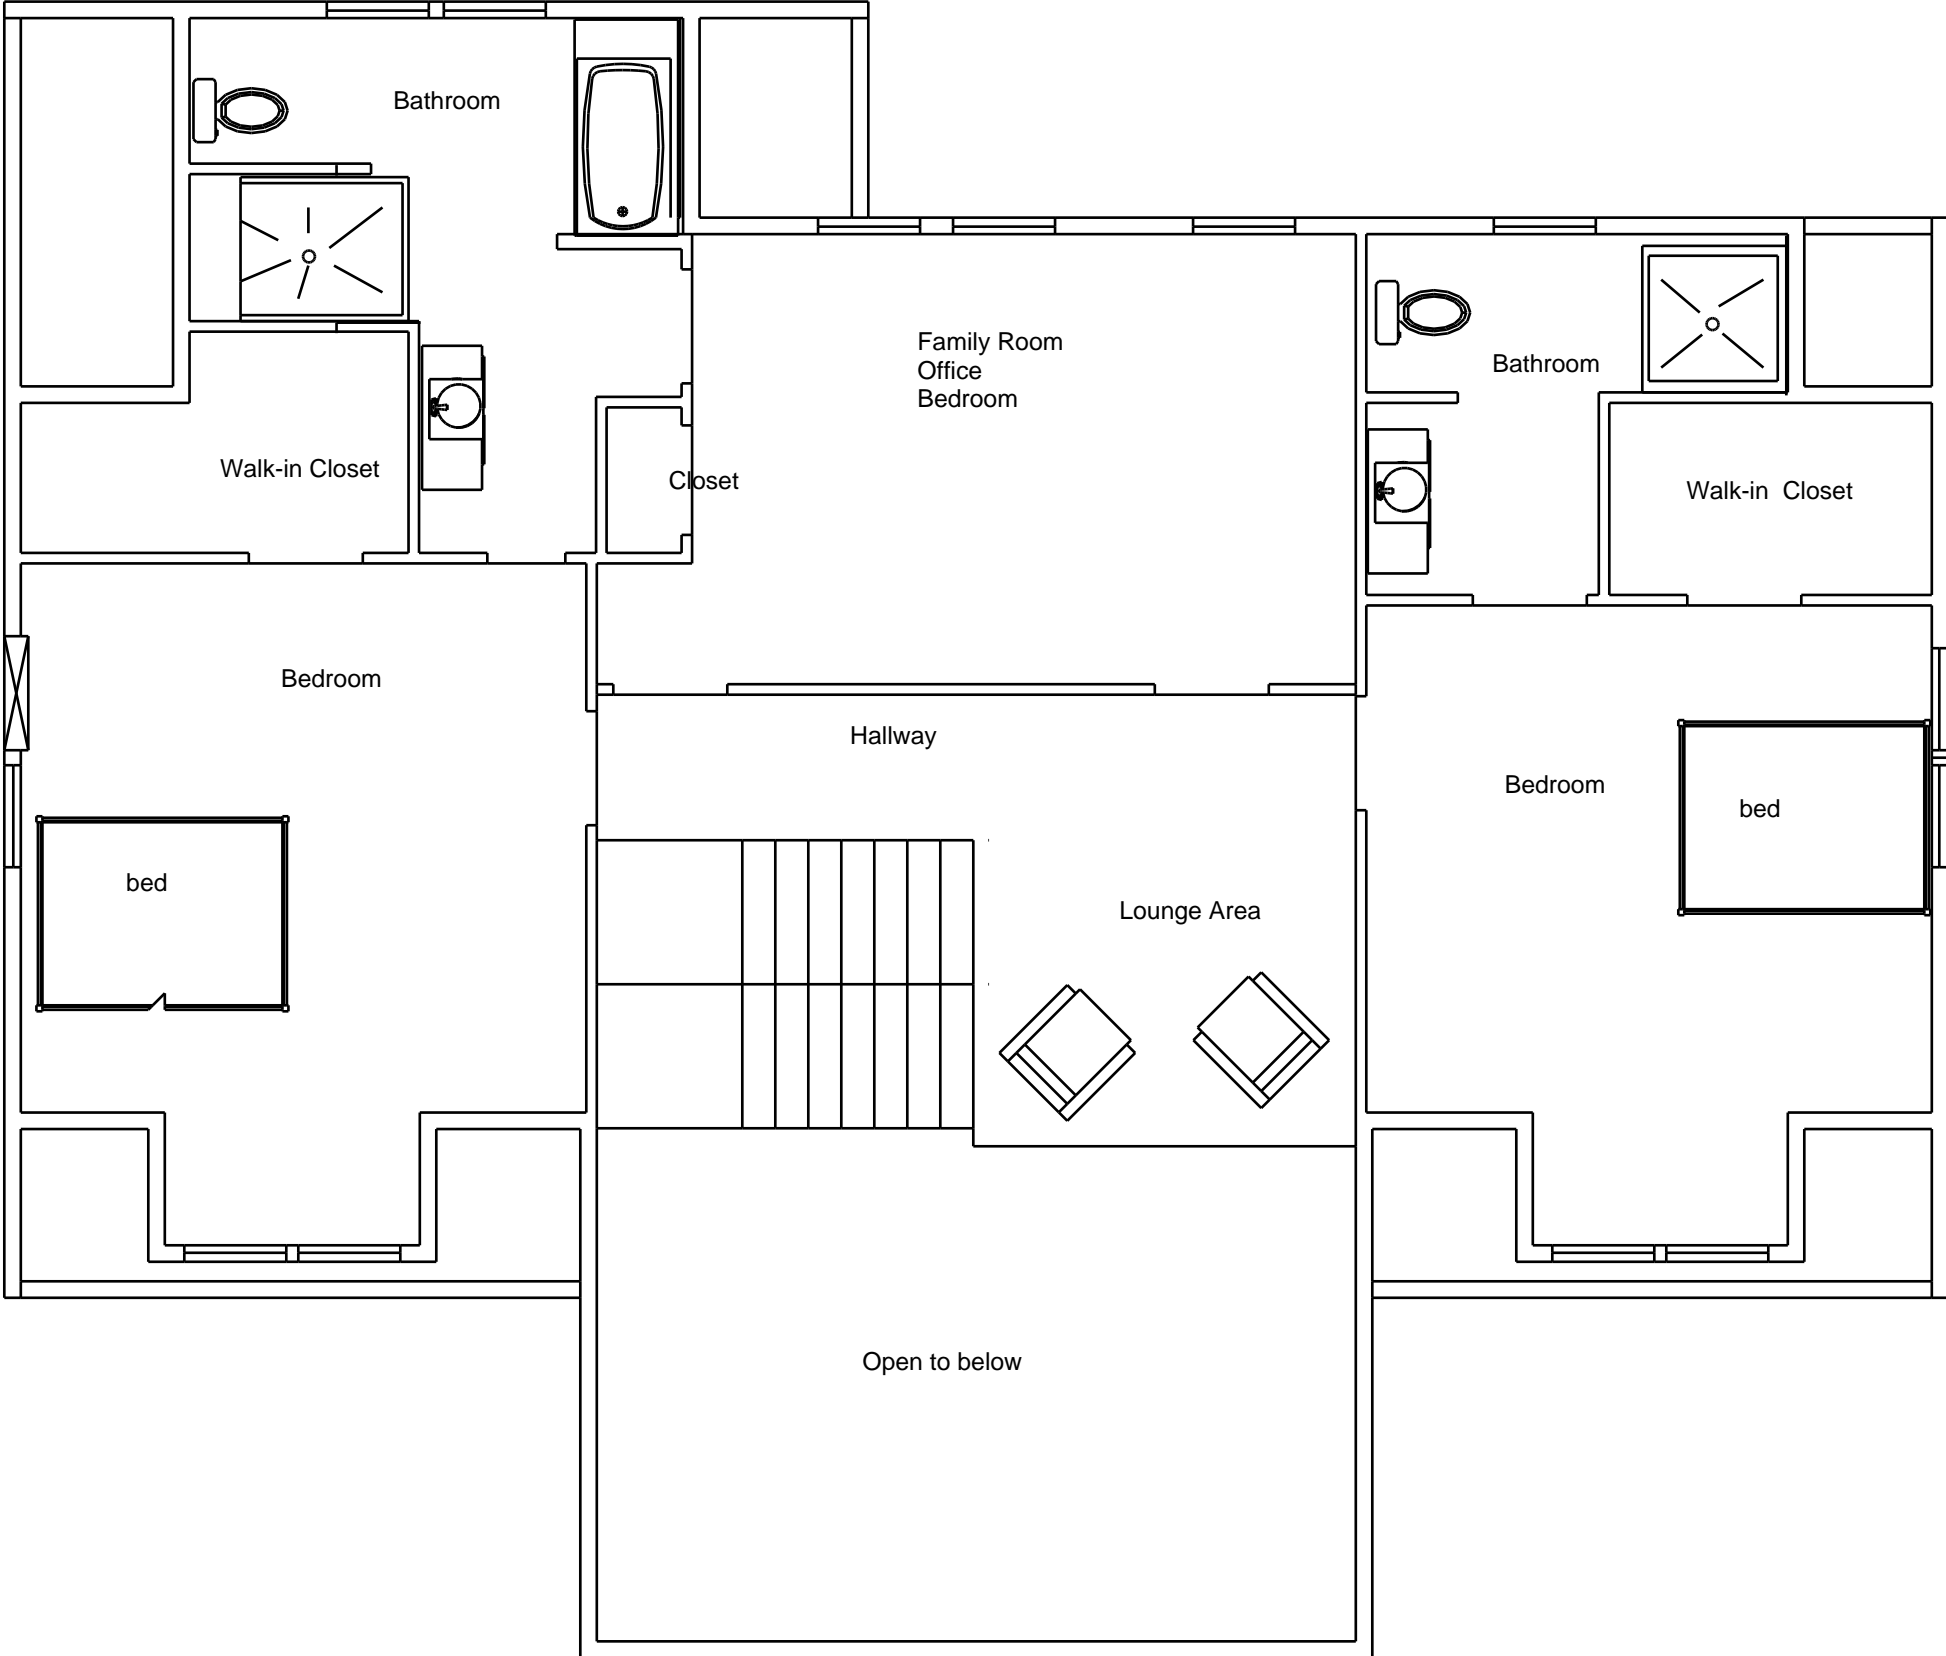 Bathroom
Family Room
Office
Bedroom
Bathroom
Walk-in Closet
Closet
Walk-in  Closet
Bedroom
Hallway
Bedroom
bed
bed
Lounge Area
Open to below